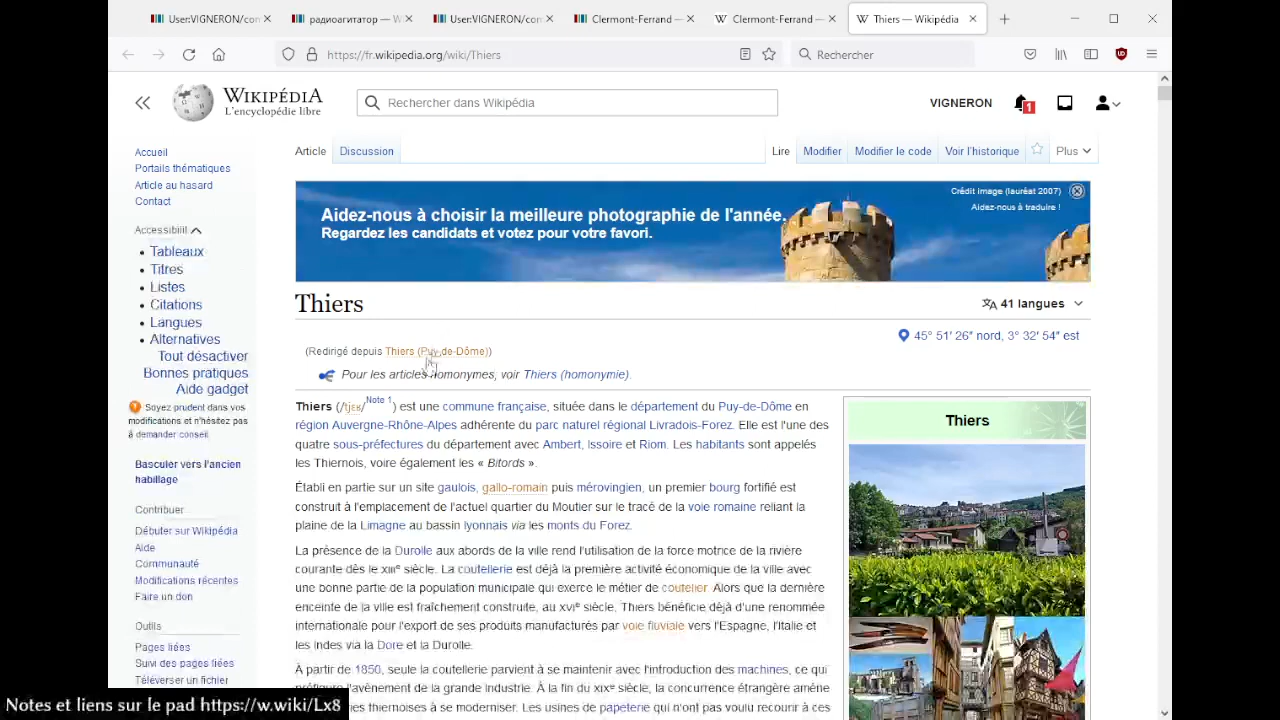 User:VIGNERON/con
радиоагитатор — W
User:VIGNERON/con
Clermont-Ferrand —
Clermont-Ferrand —
Thiers — Wikipédia
https://fr.wikipedia.org/wiki/Thiers
Rechercher
WIKIPÉDIA
L'encyclopédie libre
Rechercher dans Wikipédia
VIGNERON
1
Accueil
Portails thématiques
Article au hasard
Contact
Accessibilil
Tableaux
Titres
Listes
Citations
Langues
Alternatives
Tout désactiver
Bonnes pratiques
Aide gadget
Soyez prudent dans vos
modifications et n'hésitez pas
à demander conseil
Basculer vers l'ancien
habillage
Contribuer
Débuter sur Wikipédia
Aide
Communauté
Modifications récentes
Faire un don
Outils
Pages liées
Suivi des pages liées
Téléverser un fichier
Article
Discussion
Lire
Modifier
Modifier le code
Voir l'historique
Plus
Aidez-nous à choisir la meilleure photographie de l'année,
Regardez les candidats et votez pour votre favori.
Crédit image (lauréat 2007)
Aidez-nous à traduire !
Thiers
41 langues
45° 51′ 26″ nord, 3° 32′ 54″ est
(Redirigé depuis Thiers (Puy-de-Dôme))
Pour les articles homonymes, voir Thiers (homonymie).
Thiers (/tjɛʁ/Note 1) est une commune française, située dans le département du Puy-de-Dôme en
région Auvergne-Rhône-Alpes adhérente du parc naturel régional Livradois-Forez. Elle est l'une des
quatre sous-préfectures du département avec Ambert, Issoire et Riom. Les habitants sont appelés
les Thiernois, voire également les « Bitords ».
Établi en partie sur un site gaulois, gallo-romain puis mérovingien, un premier bourg fortifié est
construit à l'emplacement de l'actuel quartier du Moutier sur le tracé de la voie romaine reliant la
plaine de la Limagne au bassin lyonnais via les monts du Forez.
La présence de la Durolle aux abords de la ville rend l'utilisation de la force motrice de la rivière
courante dès le XIIIe siècle. La coutellerie est déjà la première activité économique de la ville avec
une bonne partie de la population municipale qui exerce le métier de coutelier. Alors que la dernière
enceinte de la ville est fraîchement construite, au XVIe siècle, Thiers bénéficie déjà d'une renommée
internationale pour l'export de ses produits manufacturés par voie fluviale vers l'Espagne, l'Italie et
les Indes via la Dore et la Durolle.
À partir de 1850, seule la coutellerie parvient à se maintenir avec l'introduction des machines, ce qui
préfigure l'avènement de la grande industrie. À la fin du XIXe siècle, la concurrence étrangère amène
ies thiernoises à se moderniser. Les usines de papeterie qui n'ont pas voulu recourir à ces
Thiers
Notes et liens sur le pad https://w.wiki/Lx8